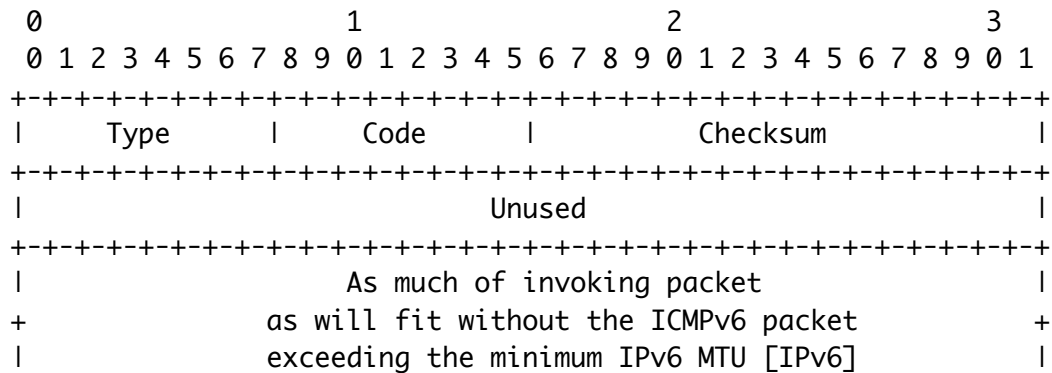 0                   1                   2                   3
0 1 2 3 4 5 6 7 8 9 0 1 2 3 4 5 6 7 8 9 0 1 2 3 4 5 6 7 8 9 0 1
+-+-+-+-+-+-+-+-+-+-+-+-+-+-+-+-+-+-+-+-+-+-+-+-+-+-+-+-+-+-+-+-+
|     Type      |     Code      |          Checksum             |
+-+-+-+-+-+-+-+-+-+-+-+-+-+-+-+-+-+-+-+-+-+-+-+-+-+-+-+-+-+-+-+-+
|                             Unused                            |
+-+-+-+-+-+-+-+-+-+-+-+-+-+-+-+-+-+-+-+-+-+-+-+-+-+-+-+-+-+-+-+-+
|                    As much of invoking packet                 |
+               as will fit without the ICMPv6 packet           +
|               exceeding the minimum IPv6 MTU [IPv6]           |